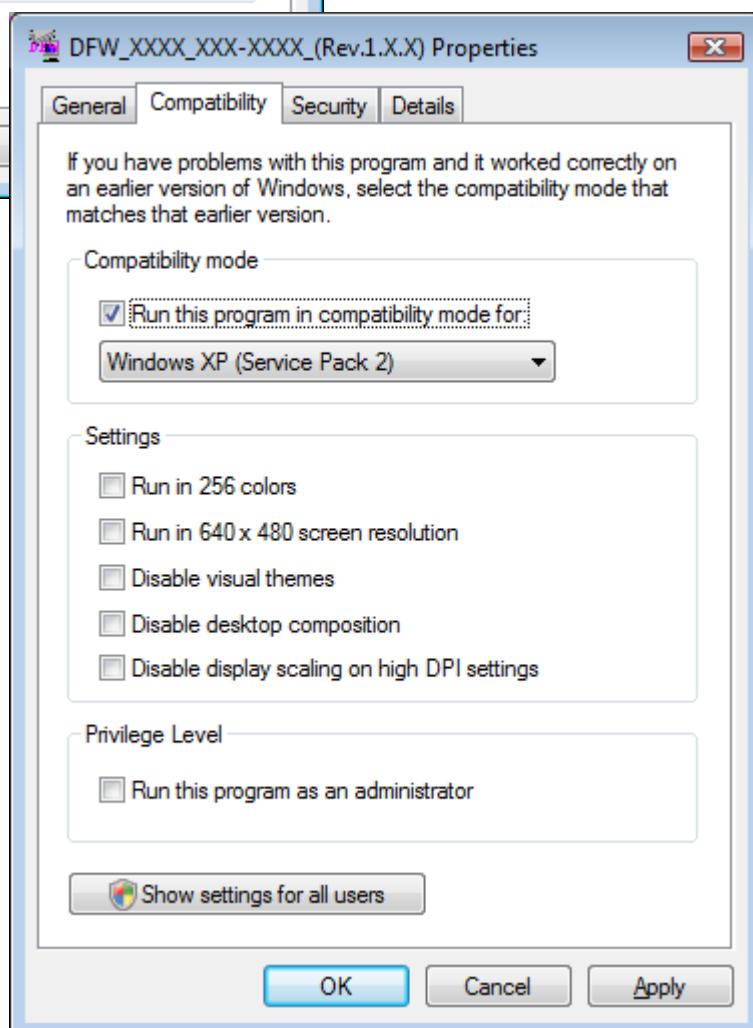 DFW_XXXX_XXX-XXXX_(Rev.1.X.X) Properties
General Compatibility Security Details
If you have problems with this program and it worked correctly on
an earlier version of Windows, select the compatibility mode that
matches that earlier version.
Compatibility mode
Run this program in compatibility mode for:
Windows XP (Service Pack 2)
Settings
Run in 256 colors
Run in 640 x 480 screen resolution
Disable visual themes
Disable desktop composition
Disable display scaling on high DPI settings
Privilege Level
Run this program as an administrator
Show settings for all users
OK Cancel Apply